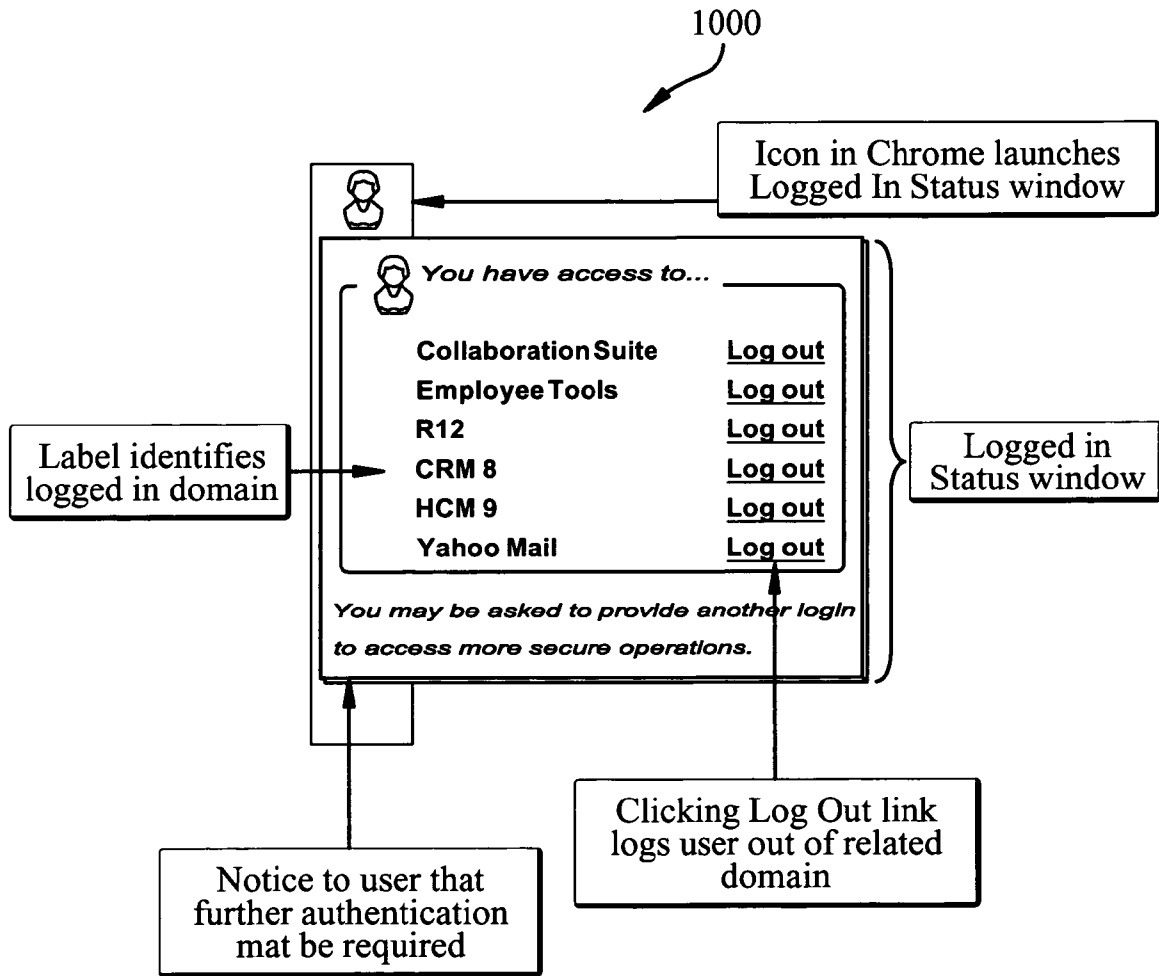 1000
Icon in Chrome launches
Logged In Status window
You have access to...
Collaboration Suite Log out
Employee Tools Log out
R12 Log out
CRM 8 Log out
HCM 9 Log out
Yahoo Mail Log out
Label identifies
logged in domain
Logged in
Status window
You may be asked to provide another login
to access more secure operations.
Clicking Log Out link
logs user out of related
domain
Notice to user that
further authentication
mat be required